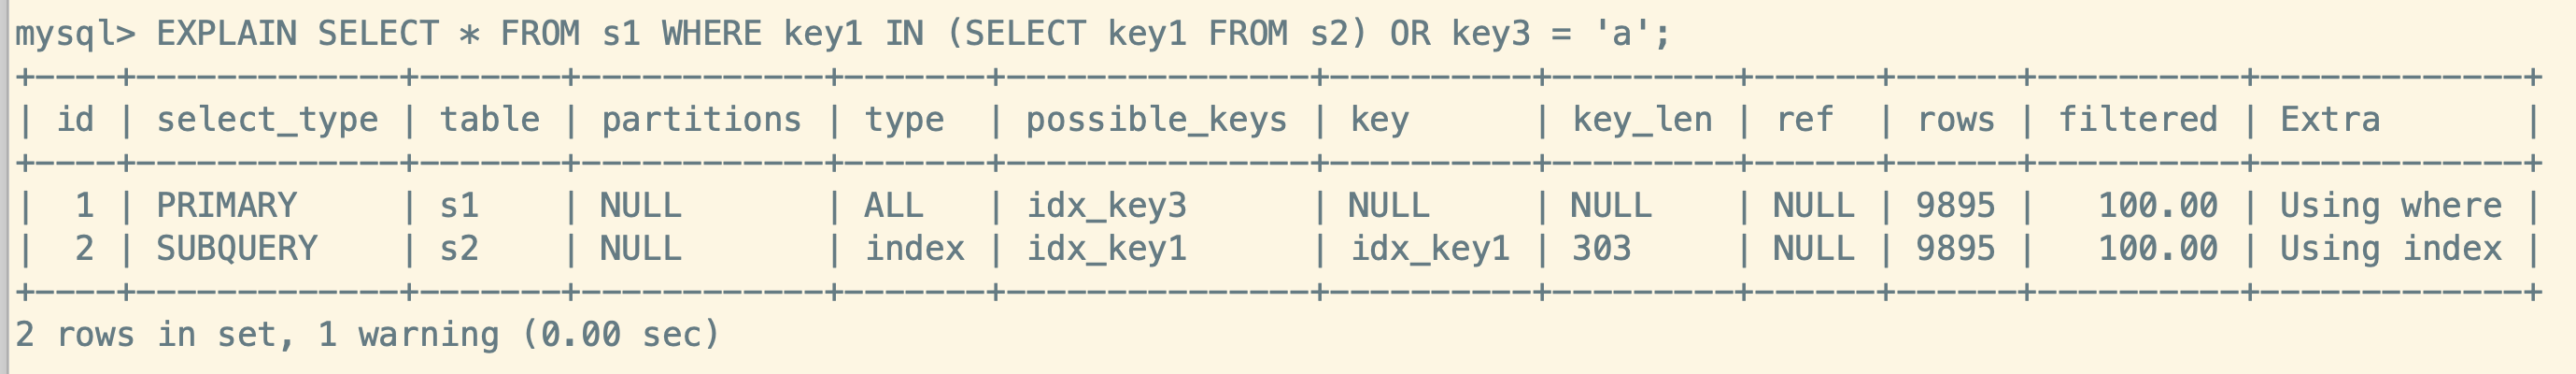 mysql> EXPLAIN SELECT * FROM s1 WHERE key1 IN (SELECT key1 FROM s2) OR key3 = 'a';
+----+-------------+-------+------------+-------+---------------+----------+---------+------+------+----------+-------------+
| id | select_type | table | partitions | type  | possible_keys | key      | key_len | ref  | rows | filtered | Extra       |
+----+-------------+-------+------------+-------+---------------+----------+---------+------+------+----------+-------------+
|  1 | PRIMARY     | s1    | NULL       | ALL   | idx_key3      | NULL     | NULL    | NULL | 9895 |   100.00 | Using where |
|  2 | SUBQUERY    | s2    | NULL       | index | idx_key1      | idx_key1 | 303     | NULL | 9895 |   100.00 | Using index |
+----+-------------+-------+------------+-------+---------------+----------+---------+------+------+----------+-------------+
2 rows in set, 1 warning (0.00 sec)